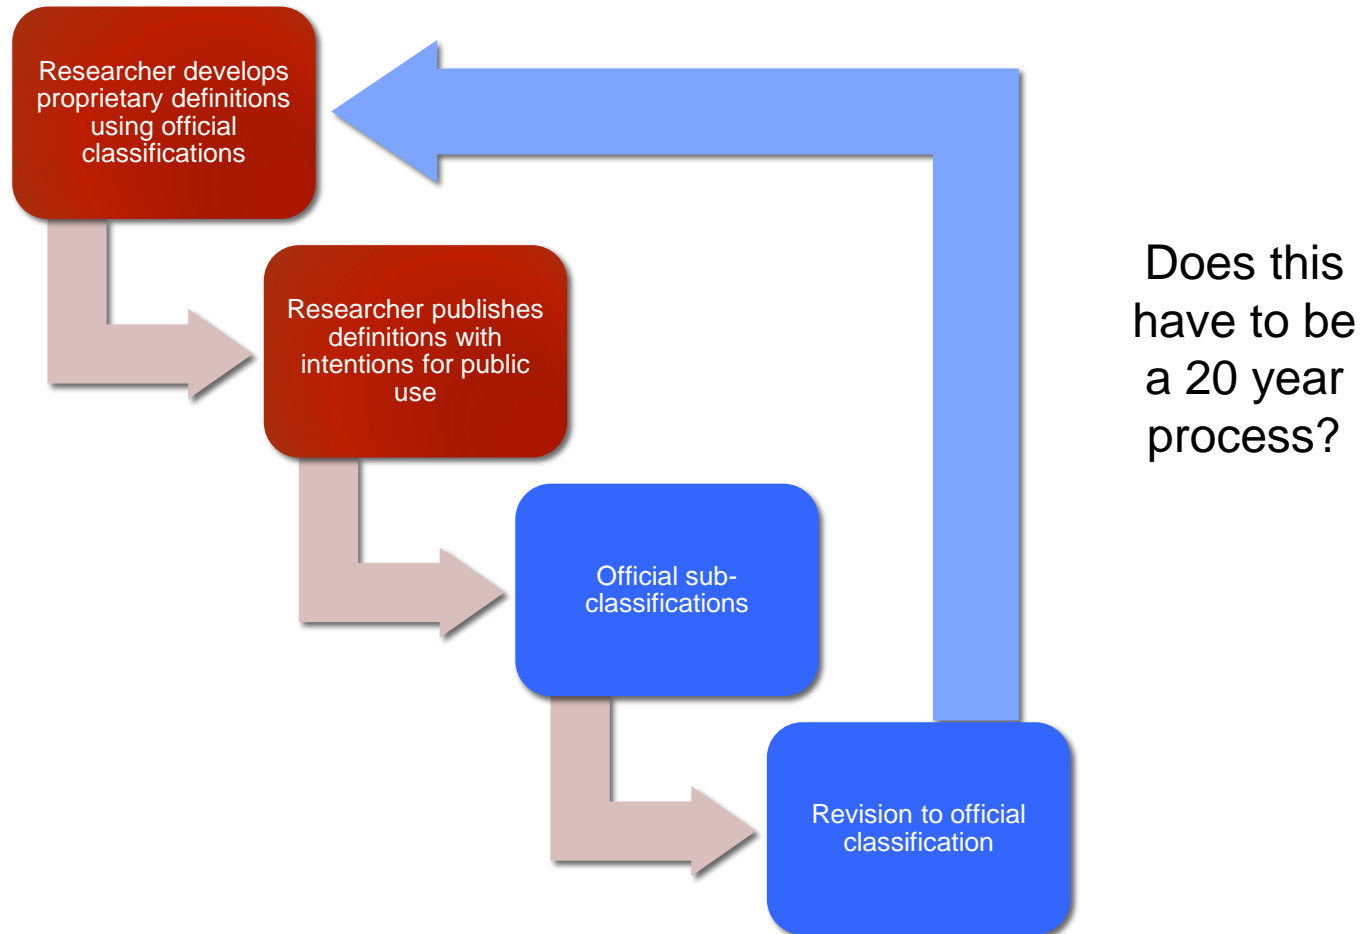 Researcher develops
proprietary definitions
using official
classifications
Researcher publishes
definitions with
intentions for public
use
Official sub-
classifications
Revision to official
classification
Does this
have to be
a 20 year
process?